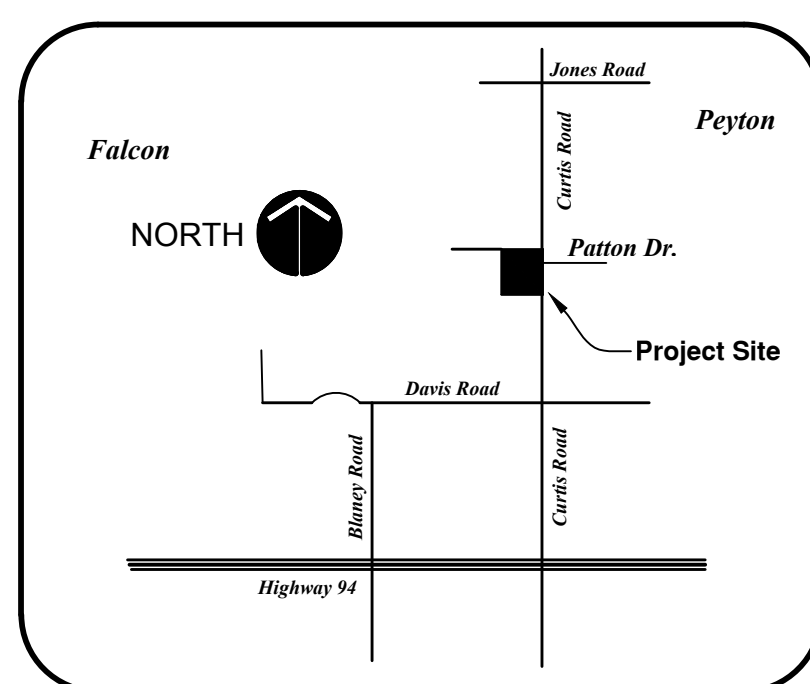 Jones Road
Peyton
Falcon
Curtis Road
NORTH
Patton Dr.
Project Site
Davis Road
Blaney Road
Curtis Road
Highway 94